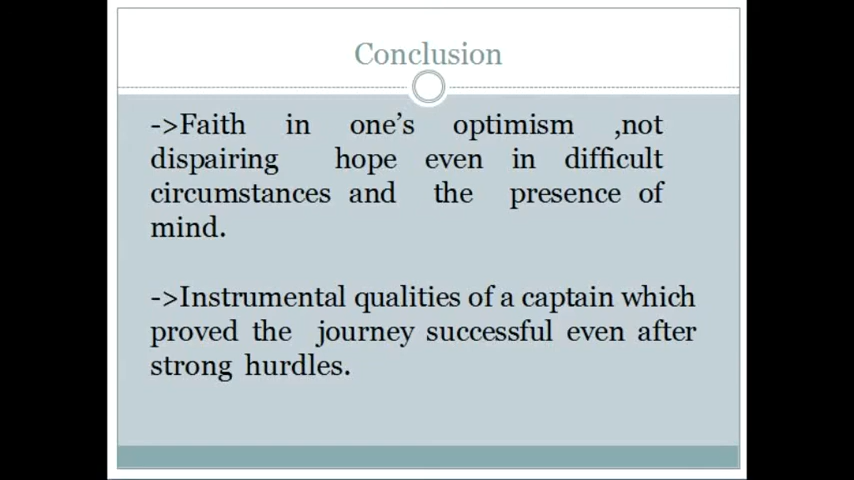 Conclusion
->Faith in one's optimism ,not
dispairing hope even in difficult
circumstances and the presence of
mind.
->Instrumental qualities of a captain which
proved the journey successful even after
strong hurdles.